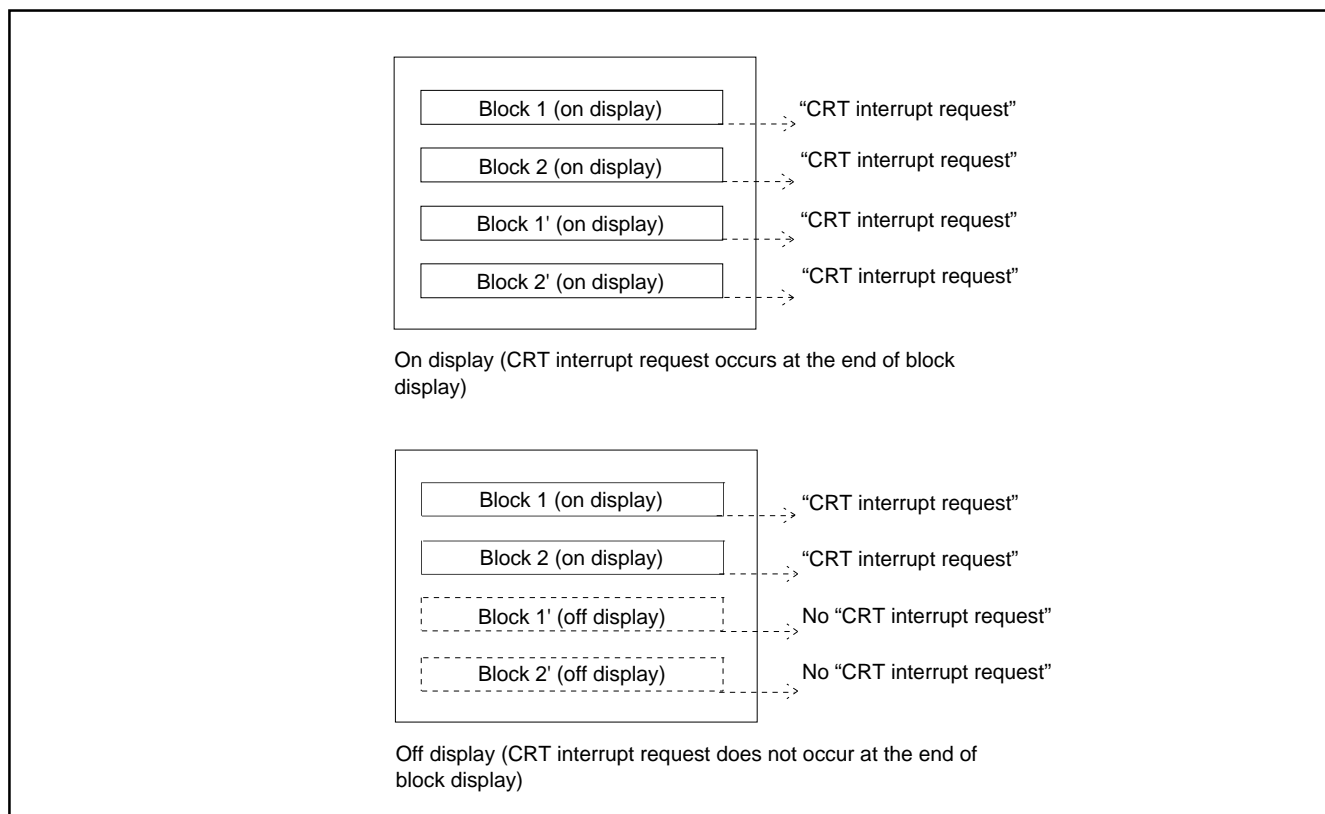 Block 1 (on display)
“CRT interrupt request”
Block 2 (on display)
“CRT interrupt request”
Block 1' (on display)
“CRT interrupt request”
Block 2' (on display)
“CRT interrupt request”
On display (CRT interrupt request occurs at the end of block
display)
Block 1 (on display)
“CRT interrupt request”
Block 2 (on display)
“CRT interrupt request”
Block 1' (off display)
No “CRT interrupt request”
Block 2' (off display)
No “CRT interrupt request”
Off display (CRT interrupt request does not occur at the end of
block display)